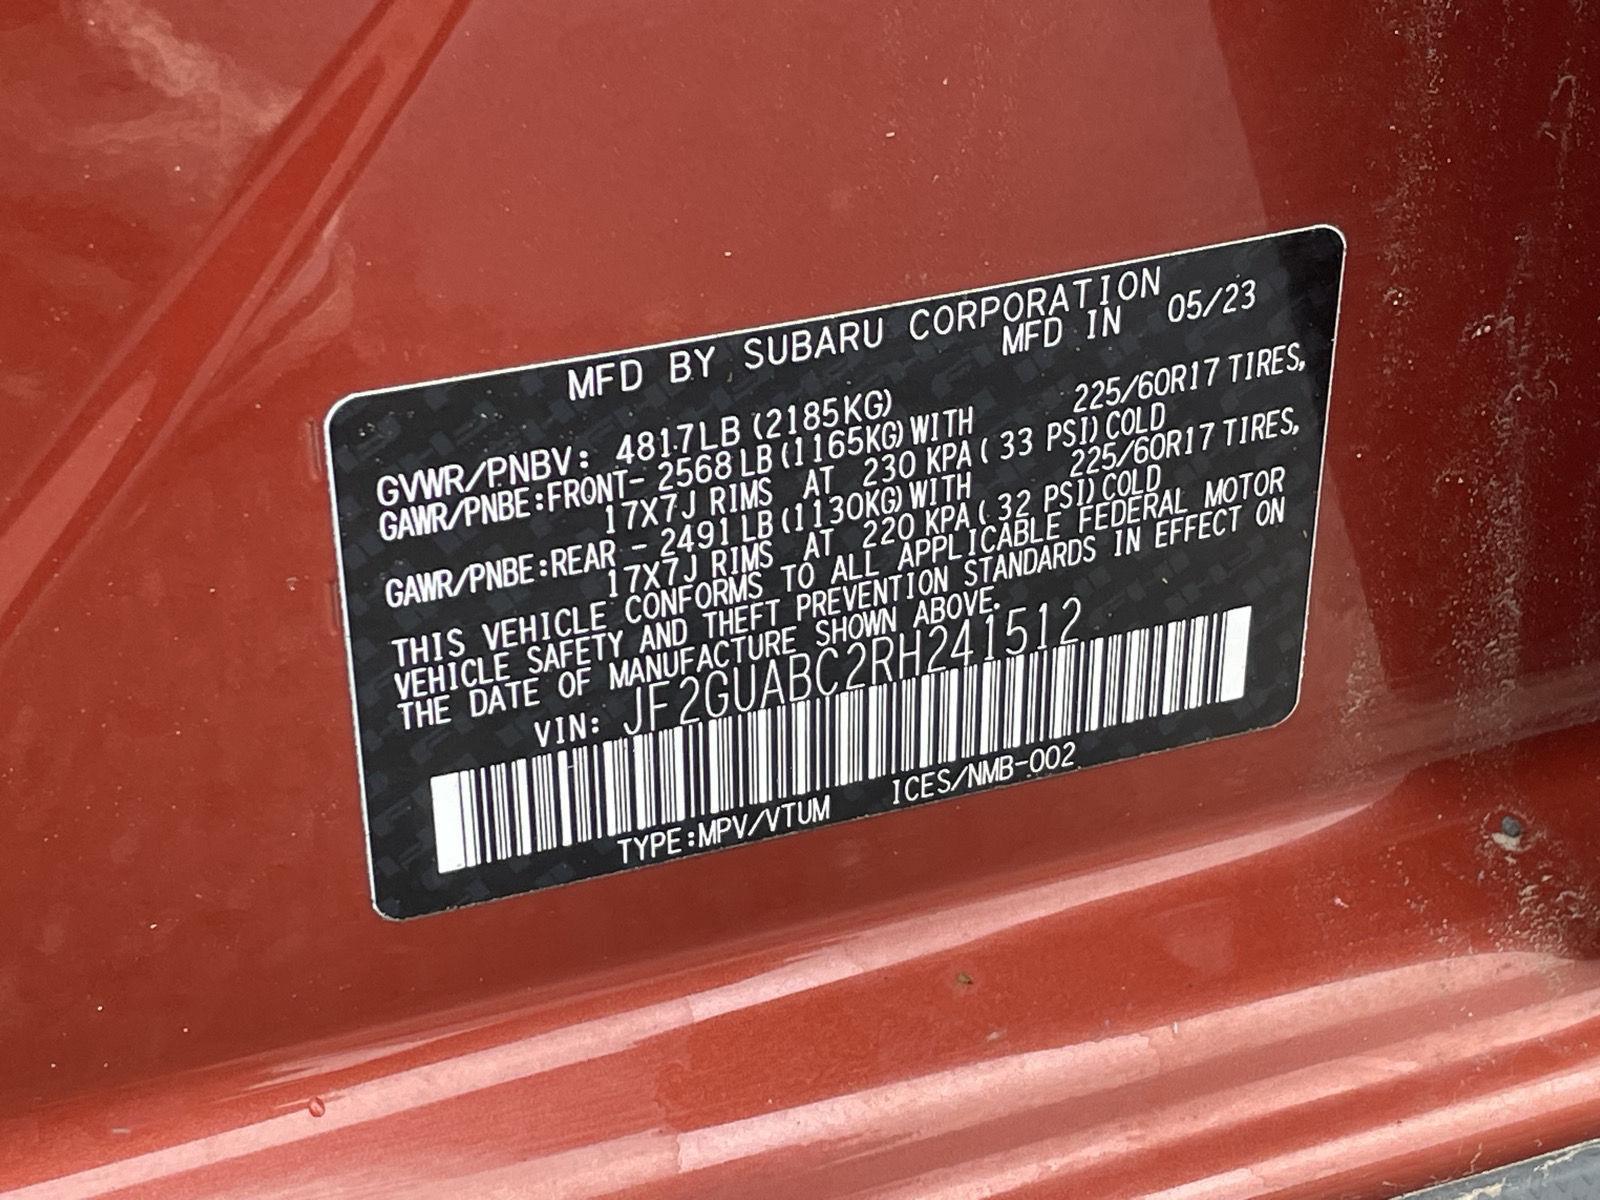 MFD BY SUBARU CORPORATION
MFD IN 05/23
GVWR/PNBV: 4817LB (2185KG)
GAWR/PNBE:FRONT- 2568 LB (1165KG) WITH 225/60R17 TIRES,
17X7J RIMS AT 230 KPA ( 33 PSI) COLD
GAWR/PNBE:REAR - 2491 LB (1130KG) WITH 225/60R17 TIRES,
17X7J RIMS AT 220 KPA ( 32 PSI) COLD
THIS VEHICLE CONFORMS TO ALL APPLICABLE FEDERAL MOTOR
VEHICLE SAFETY AND THEFT PREVENTION STANDARDS IN EFFECT ON
THE DATE OF MANUFACTURE SHOWN ABOVE.
VIN: JF2GUABC2RH241512
TYPE:MPV/VTUM ICES/NMB-002